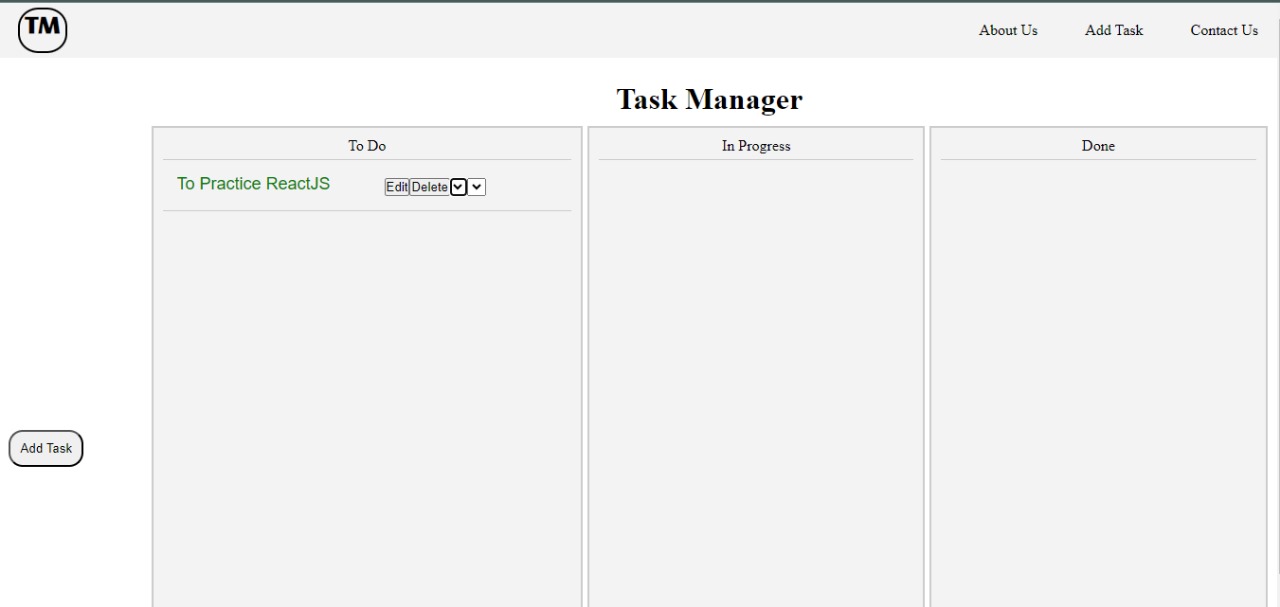 TM
About Us Add Task Contact Us
Task Manager
To Do In Progress Done
To Practice ReactJS Edit Delete
Add Task